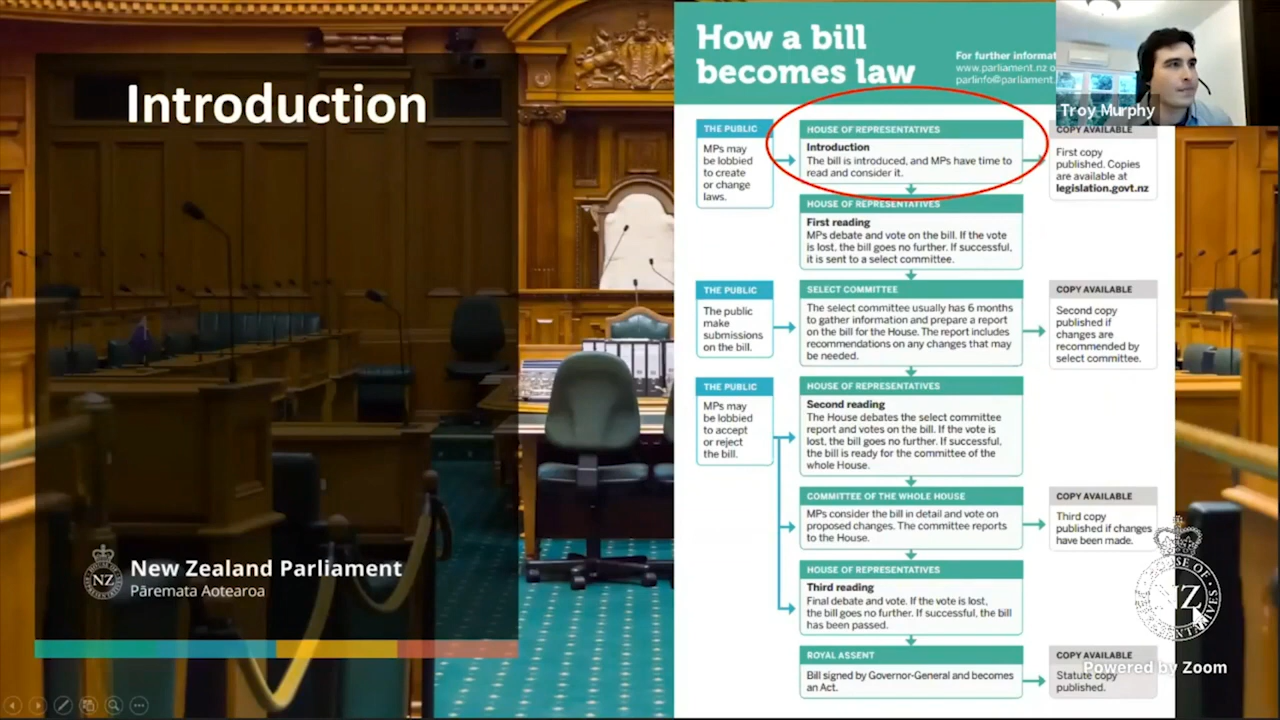 Introduction
New Zealand Parliament
Pāremata Aotearoa
NZ
How a bill
becomes law
For further informat
www.parliament.nz o
parlinfo@parliament.
Troy Murphy
THE PUBLIC
MPs may
be lobbied
to create
or change
laws.
HOUSE OF REPRESENTATIVES
Introduction
The bill is introduced, and MPs have time to
read and consider it.
COPY AVAILABLE
First copy
published. Copies
are available at
legislation.govt.nz
HOUSE OF REPRESENTATIVES
First reading
MPs debate and vote on the bill. If the vote
is lost, the bill goes no further. If successful,
it is sent to a select committee.
THE PUBLIC
The public
make
submissions
on the bill.
SELECT COMMITTEE
The select committee usually has 6 months
to gather information and prepare a report
on the bill for the House. The report includes
recommendations on any changes that may
be needed.
COPY AVAILABLE
Second copy
published if
changes are
recommended by
select committee.
THE PUBLIC
MPs may
be lobbied
to accept
or reject
the bill.
HOUSE OF REPRESENTATIVES
Second reading
The House debates the select committee
report and votes on the bill. If the vote is
lost, the bill goes no further. If successful,
the bill is ready for the committee of the
whole House.
COMMITTEE OF THE WHOLE HOUSE
MPs consider the bill in detail and vote on
proposed changes. The committee reports
to the House.
COPY AVAILABLE
Third copy
published if changes
have been made.
HOUSE OF REPRESENTATIVES
Third reading
Final debate and vote. If the vote is lost,
the bill goes no further. If successful, the bill
has been passed.
ROYAL ASSENT
Bill signed by Governor-General and becomes
an Act.
COPY AVAILABLE
Statute copy
published.
NZ
Powered by Zoom